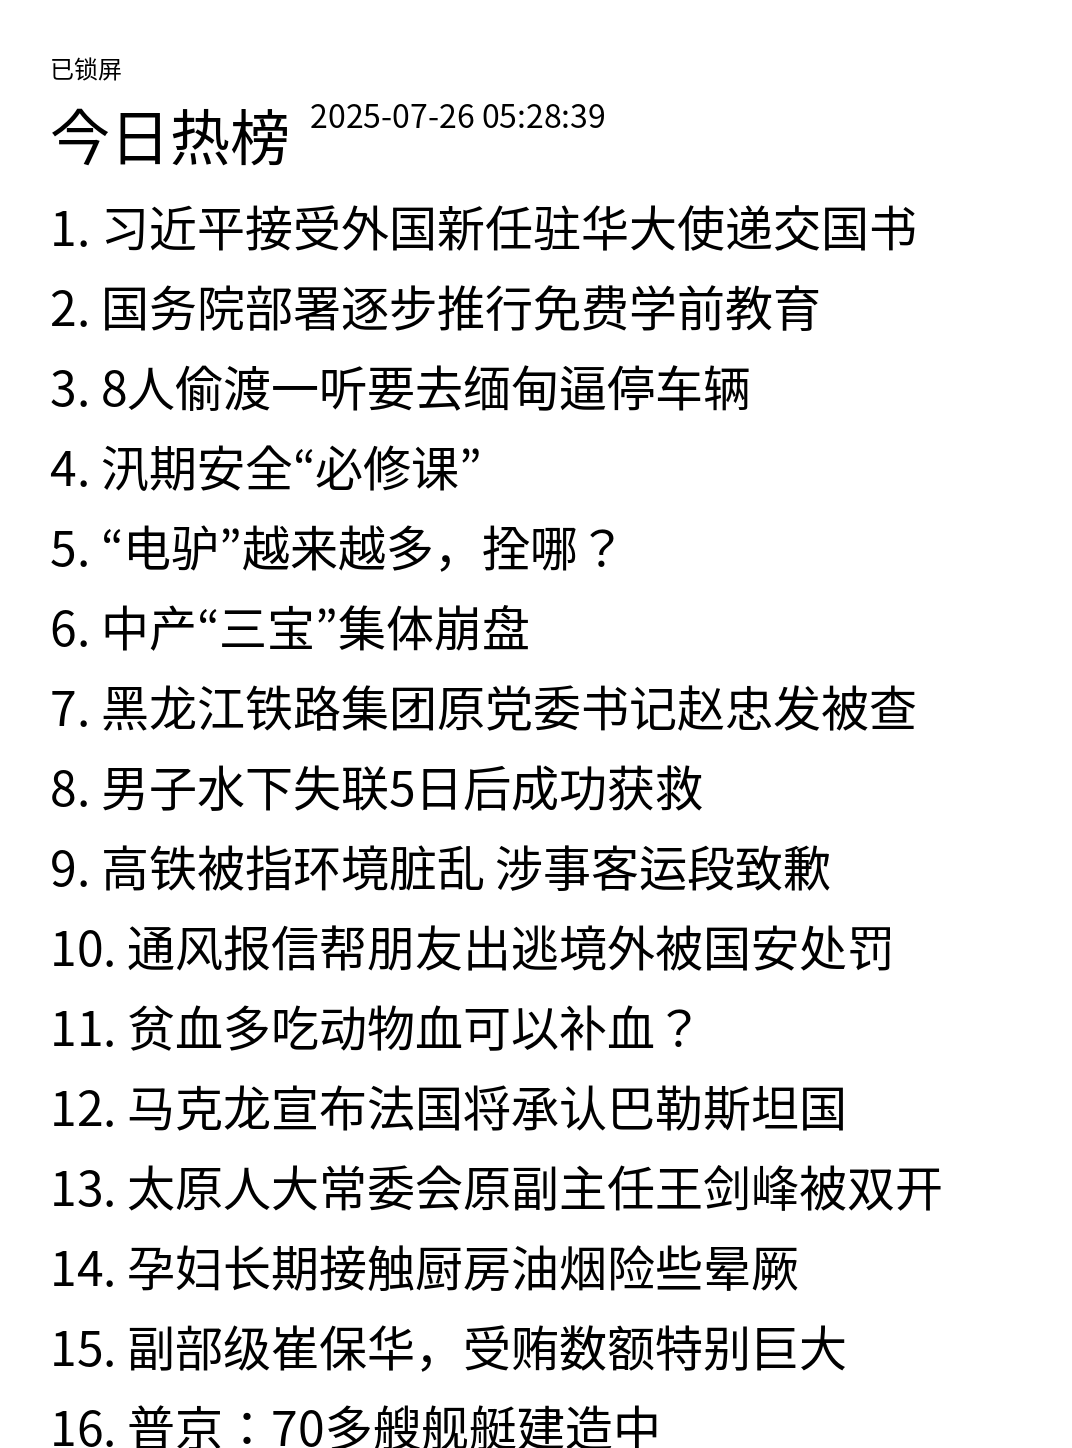 已锁屏
今日热榜 2025-07-26 05:28:39
1. 习近平接受外国新任驻华大使递交国书
2. 国务院部署逐步推行免费学前教育
3. 8人偷渡一听要去缅甸逼停车辆
4. 汛期安全“必修课”
5. “电驴”越来越多，拴哪？
6. 中产“三宝”集体崩盘
7. 黑龙江铁路集团原党委书记赵忠发被查
8. 男子水下失联5日后成功获救
9. 高铁被指环境脏乱 涉事客运段致歉
10. 通风报信帮朋友出逃境外被国安处罚
11. 贫血多吃动物血可以补血？
12. 马克龙宣布法国将承认巴勒斯坦国
13. 太原人大常委会原副主任王剑峰被双开
14. 孕妇长期接触厨房油烟险些晕厥
15. 副部级崔保华，受贿数额特别巨大
16. 普京：70多艘舰艇建造中